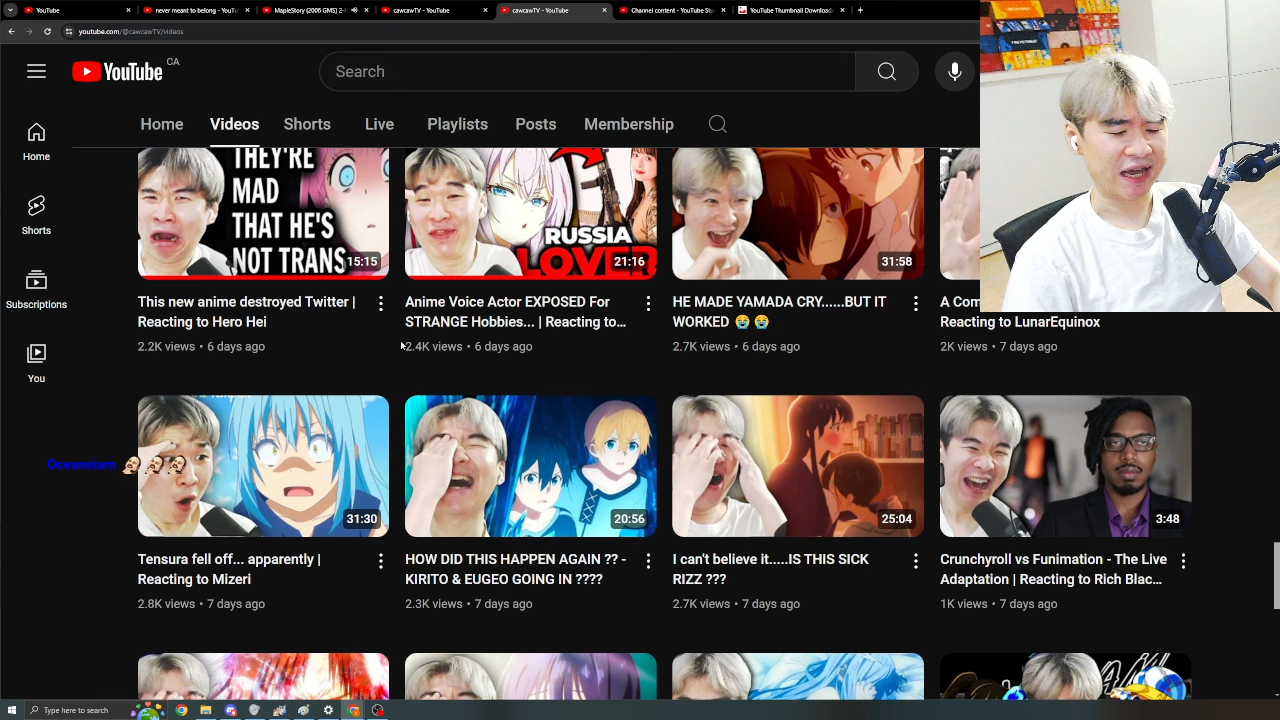 YouTube
never meant to belong - YouTu
MapleStory (2006 GMS) 2-
cawcawTV - YouTube
cawcawTV - YouTube
Channel content - YouTube Stu
YouTube Thumbnail Download
youtube.com/@cawcawTV/videos
YouTube CA
Search
Home Videos Shorts Live Playlists Posts Membership
Home
Shorts
Subscriptions
You
THEY'RE
MAD
THAT HE'S
NOT TRANS
15:15
RUSSIA
LOVER
21:16
31:58
This new anime destroyed Twitter |
Reacting to Hero Hei
2.2K views • 6 days ago
Anime Voice Actor EXPOSED For
STRANGE Hobbies... | Reacting to...
2.4K views • 6 days ago
HE MADE YAMADA CRY......BUT IT
WORKED 😭 😭
2.7K views • 6 days ago
A Com
Reacting to LunarEquinox
2K views • 7 days ago
Oceanslam
31:30
20:56
25:04
3:48
Tensura fell off... apparently |
Reacting to Mizeri
2.8K views • 7 days ago
HOW DID THIS HAPPEN AGAIN ?? -
KIRITO & EUGEO GOING IN ????
2.3K views • 7 days ago
I can't believe it.....IS THIS SICK
RIZZ ???
2.7K views • 7 days ago
Crunchyroll vs Funimation - The Live
Adaptation | Reacting to Rich Blac...
1K views • 7 days ago
Type here to search